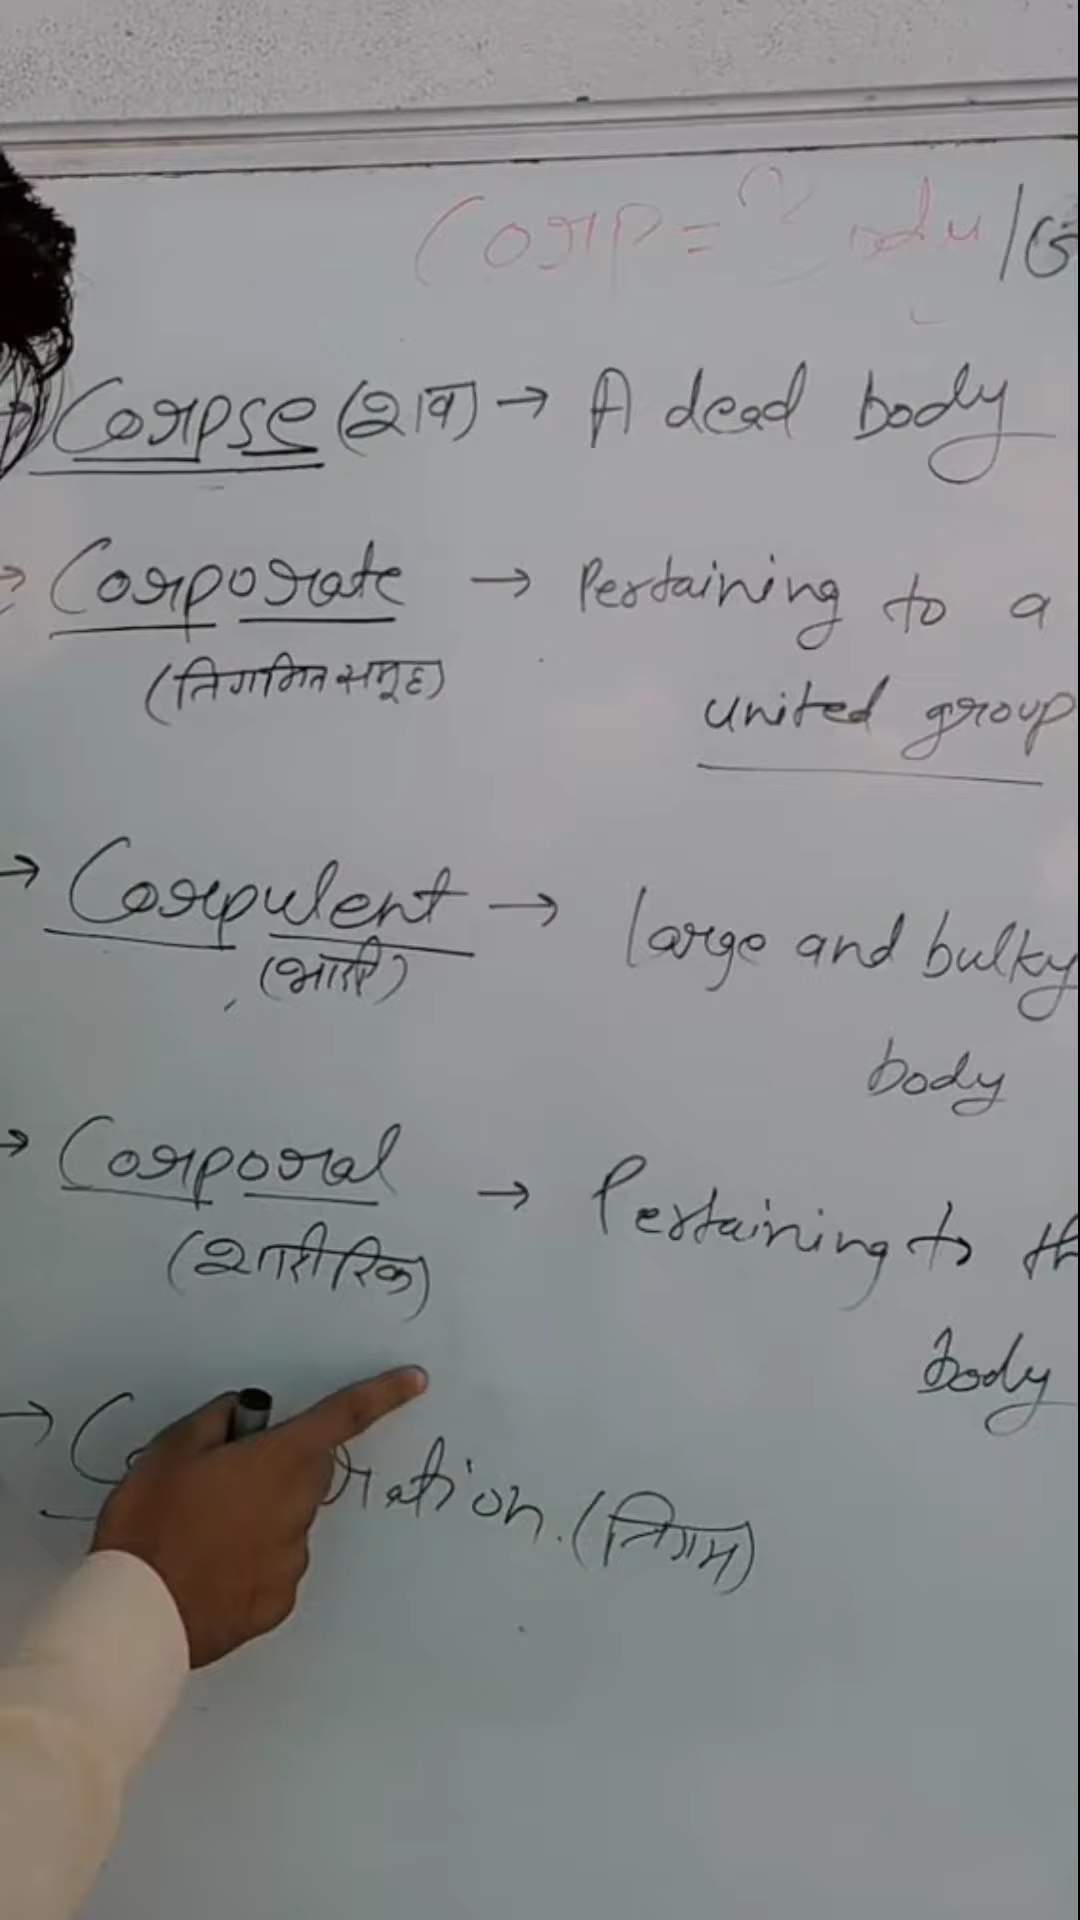 Corp = Body / G
Corpse (शव) → A dead body
→ Corporate → Pertaining to a
(निगमित समूह) united group
→ Corpulent → large and bulky
(भारी) body
→ Corporal → Pertaining to th
(शारीरिक) body
→ C ration. (निगम)